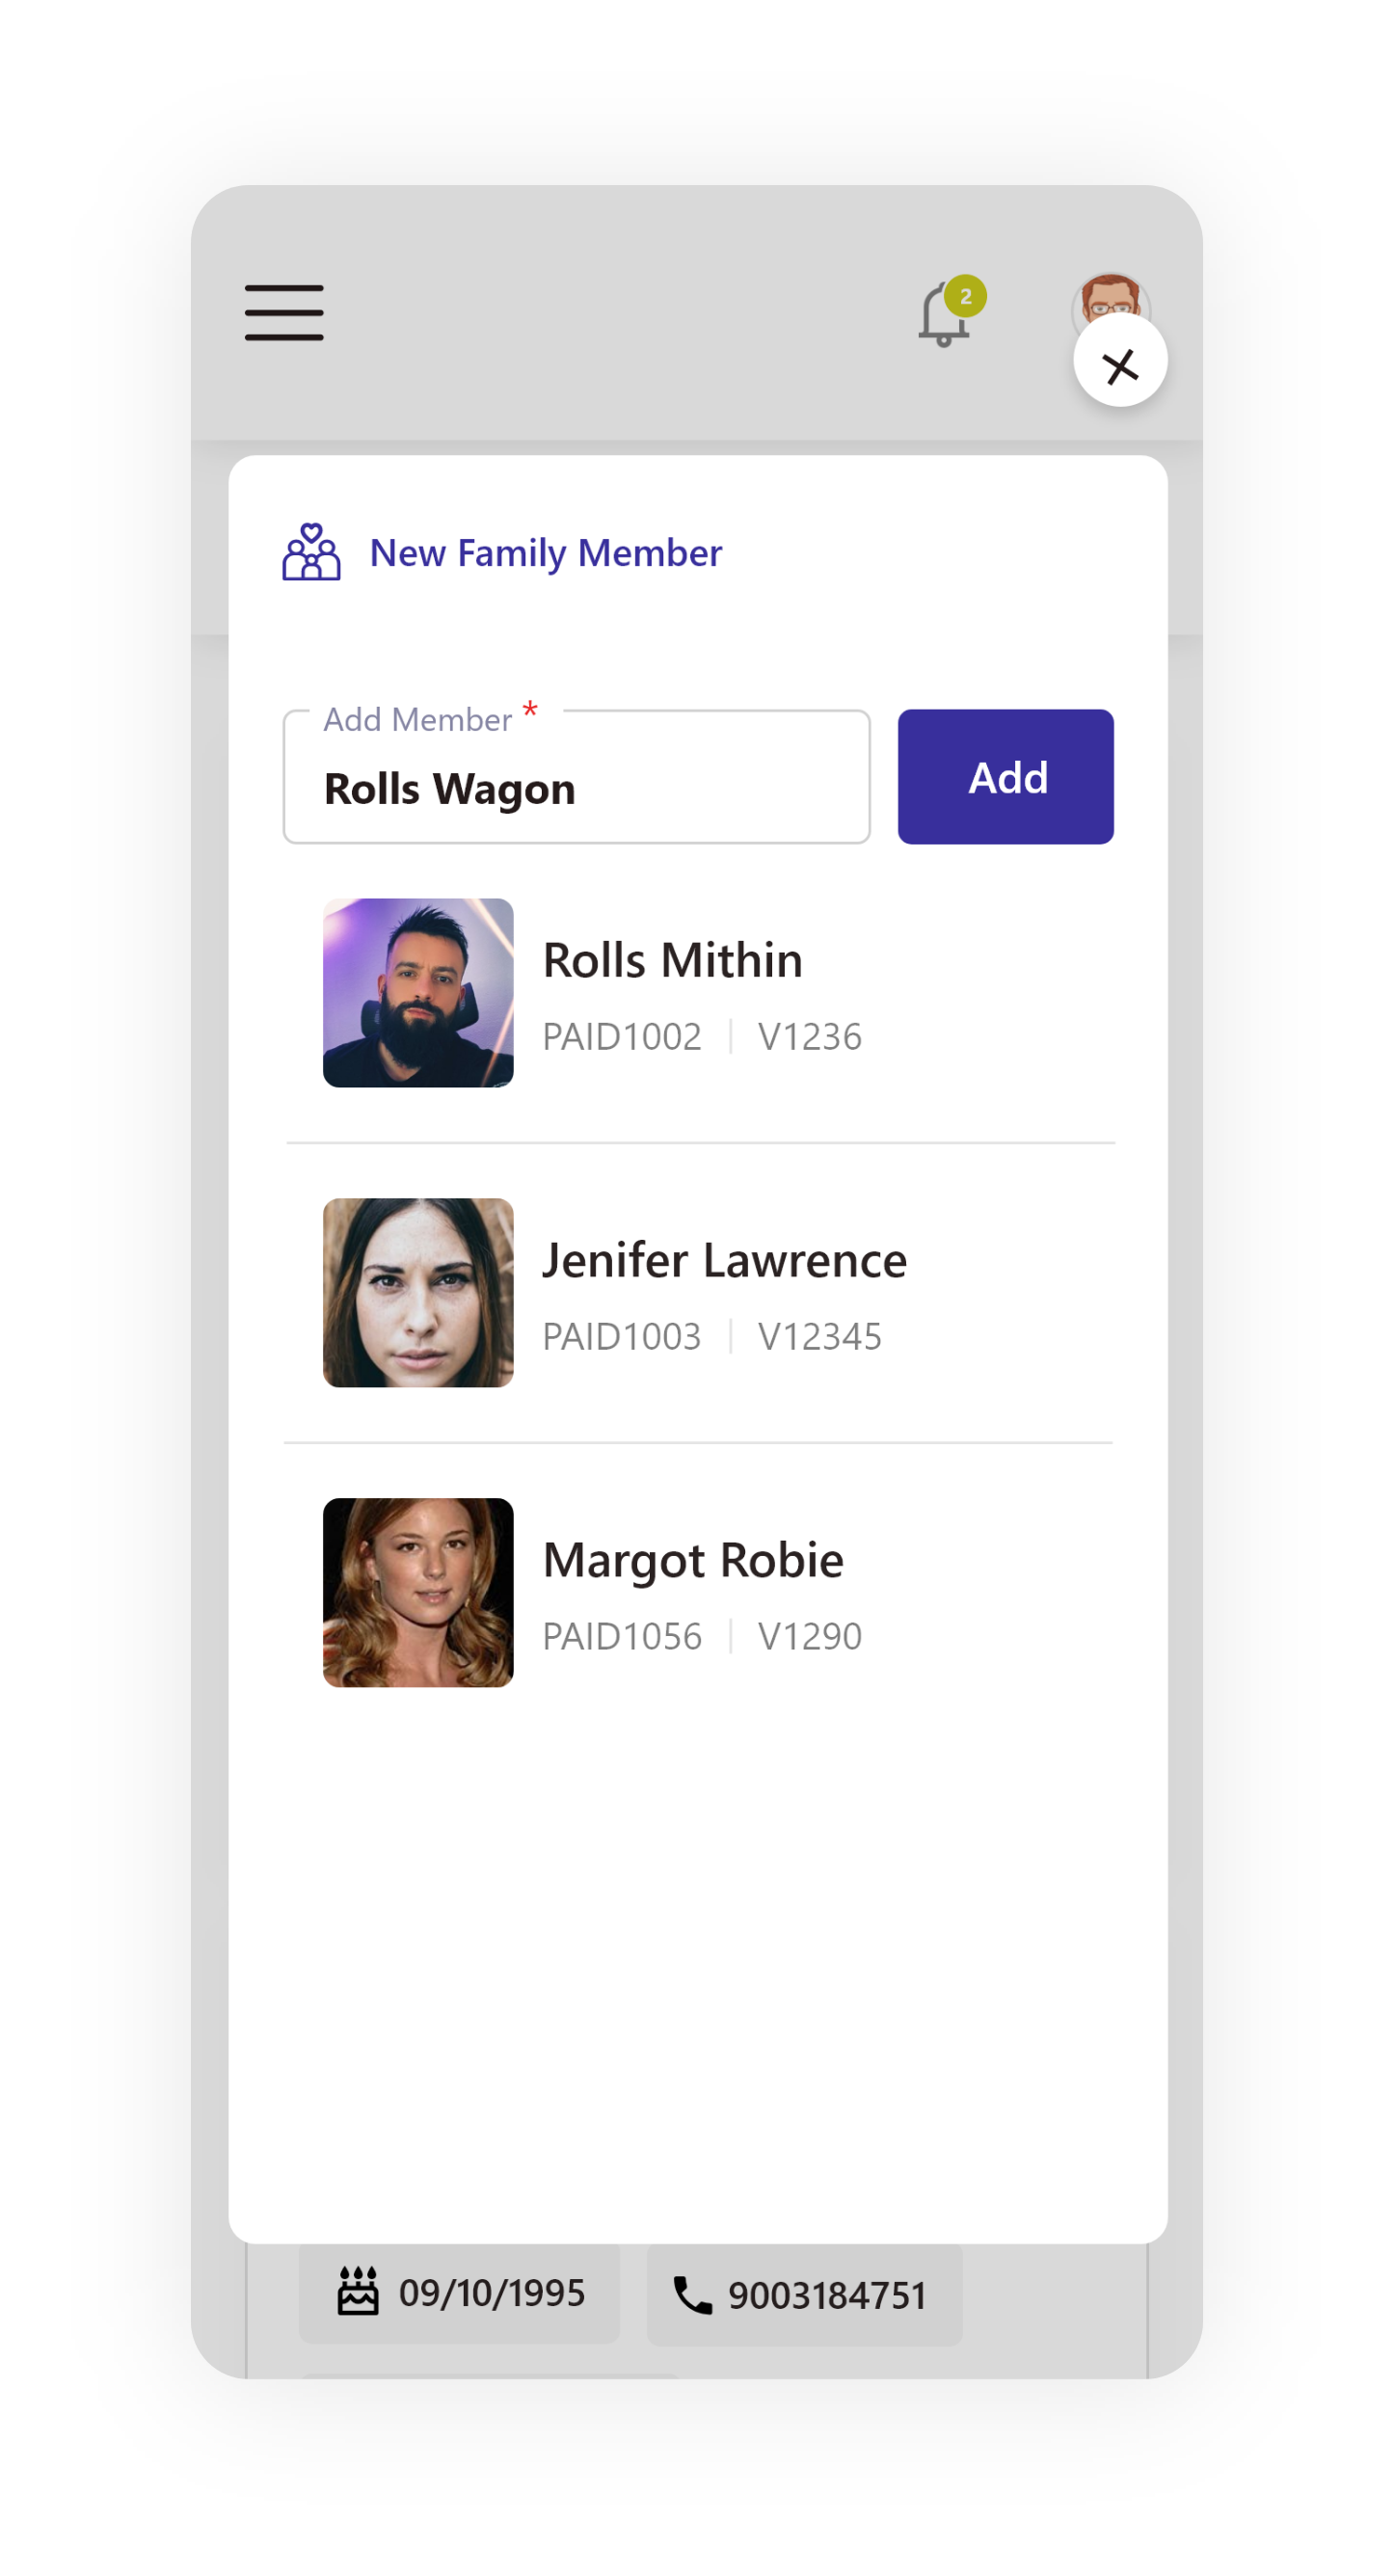 2
New Family Member
Add Member *
Rolls Wagon
Add
Rolls Mithin
PAID1002 | V1236
Jenifer Lawrence
PAID1003 | V12345
Margot Robie
PAID1056 | V1290
09/10/1995
9003184751